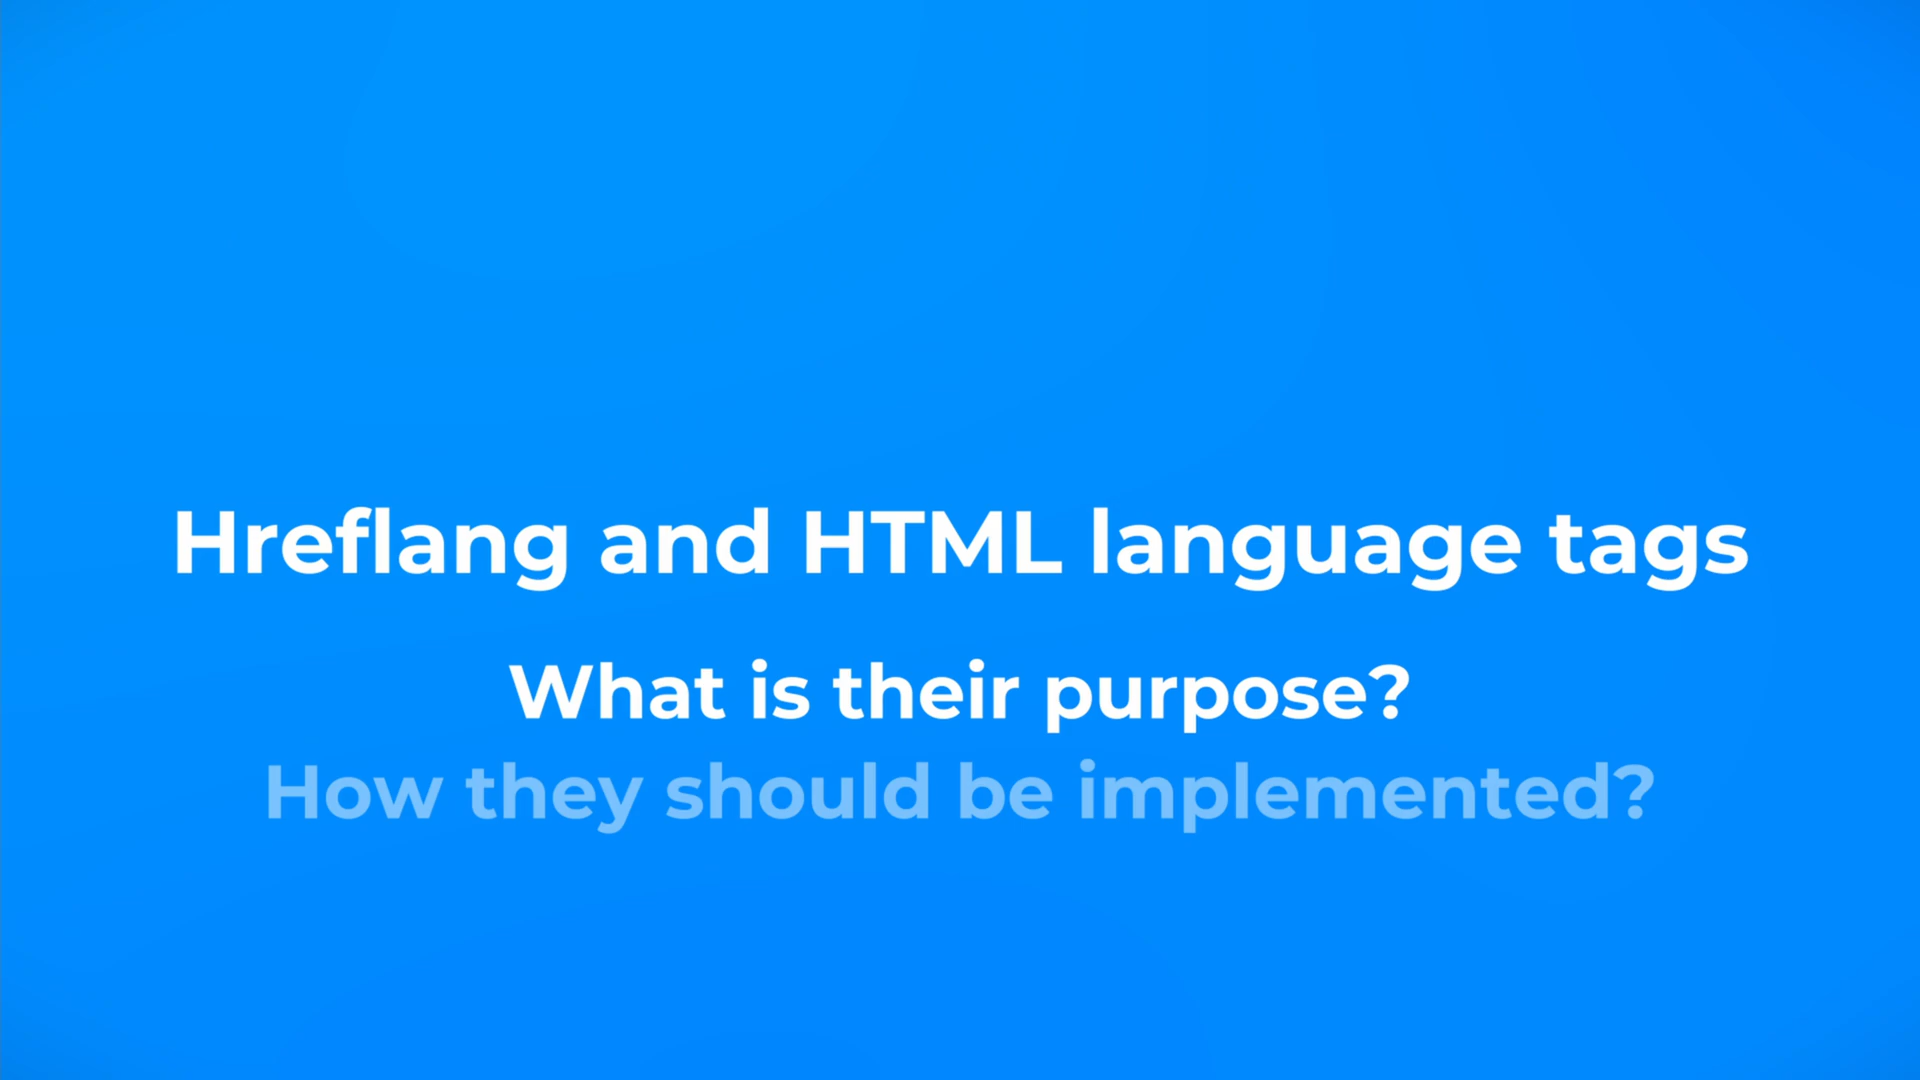 Hreflang and HTML language tags
What is their purpose?
How they should be implemented?